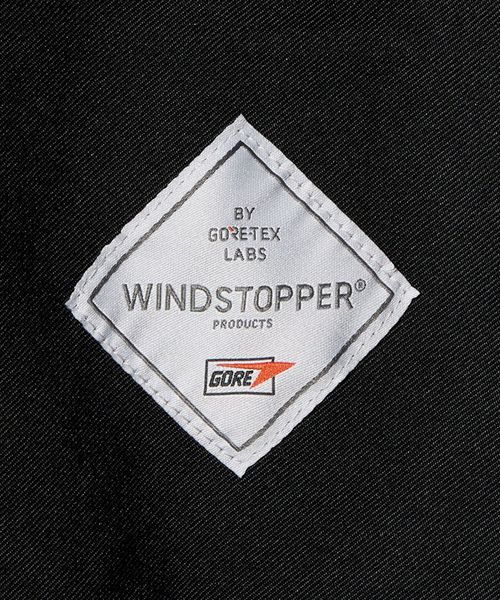 BY
GORE-TEX
LABS
WINDSTOPPER®
PRODUCTS
GORE